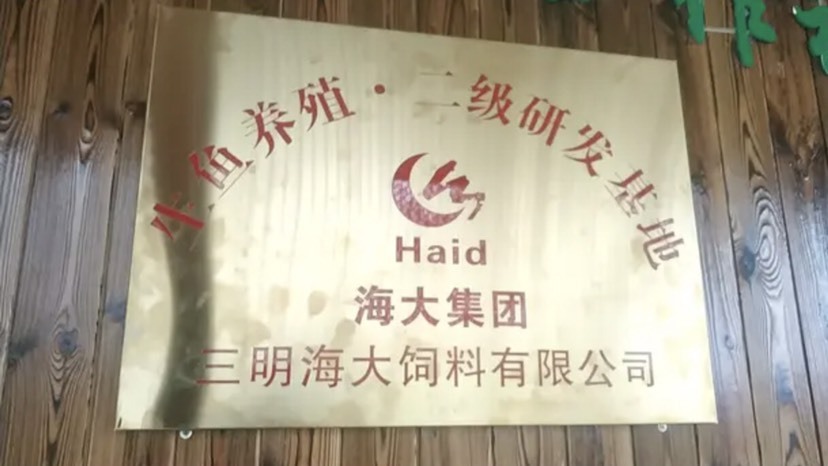 生鱼养殖·二级研发基地
Haid
海大集团
三明海大饲料有限公司